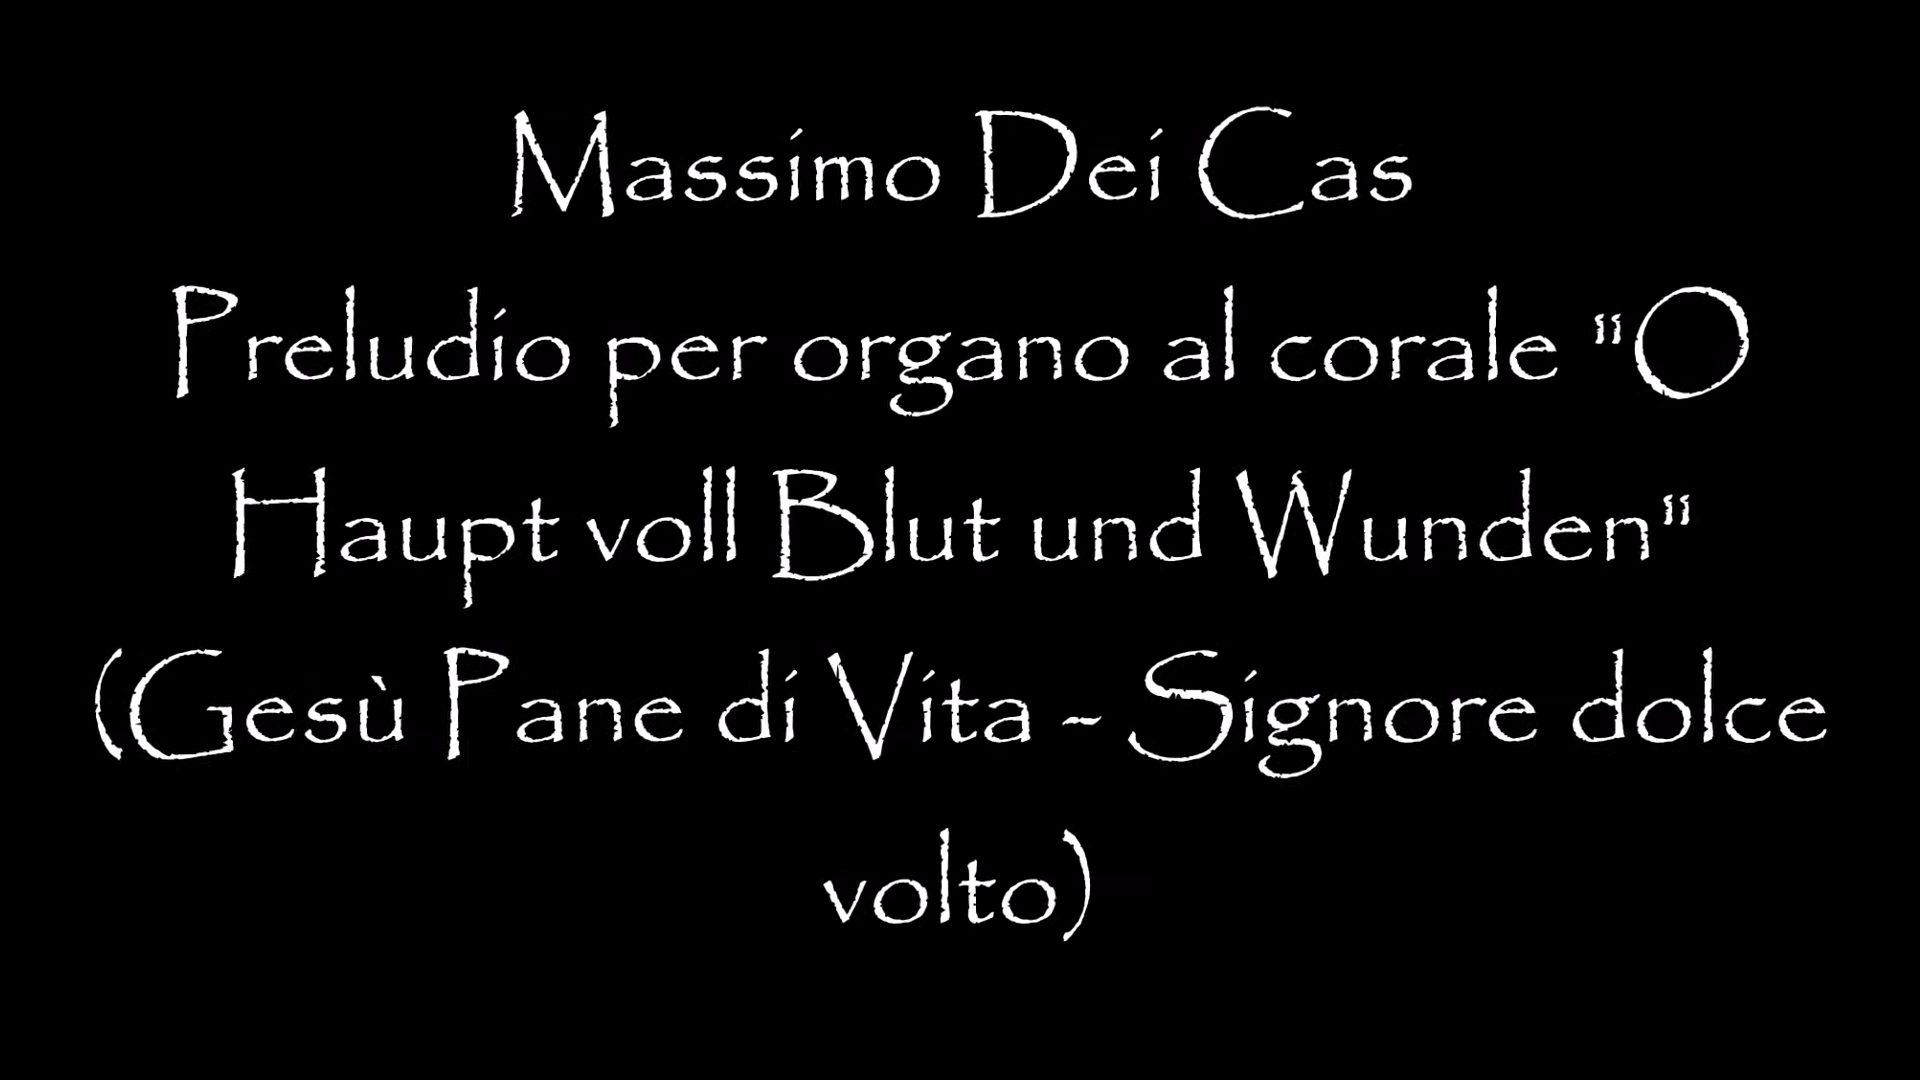 Massimo Dei Cas
Preludio per organo al corale "O
Haupt voll Blut und Wunden"
(Gesù Pane di Vita - Signore dolce
volto)